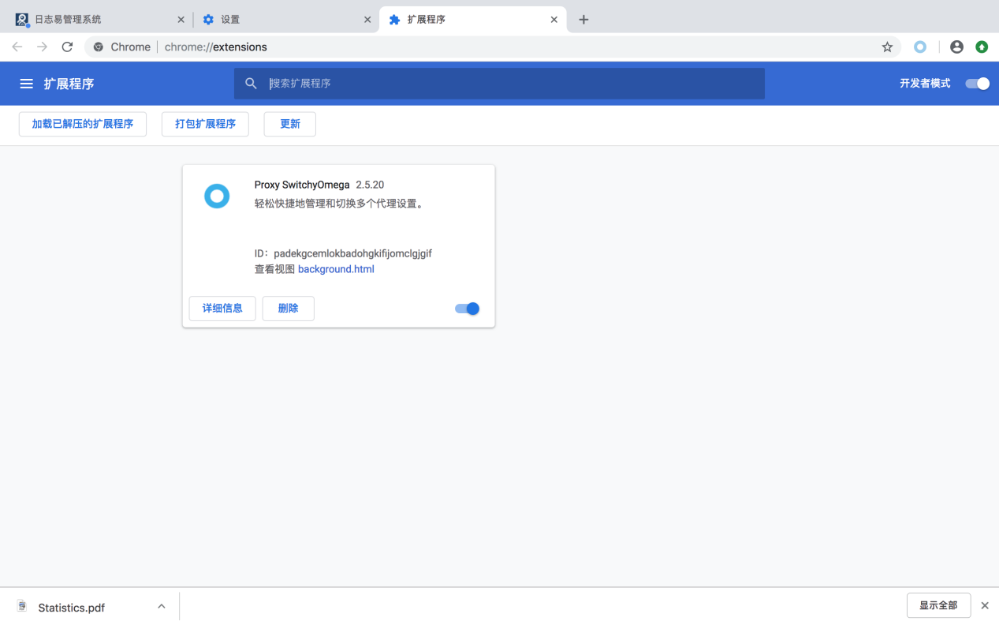 日志易管理系统
设置
扩展程序
Chrome
chrome://extensions
扩展程序
搜索扩展程序
开发者模式
加载已解压的扩展程序
打包扩展程序
更新
Proxy SwitchyOmega 2.5.20
轻松快捷地管理和切换多个代理设置。
ID：padekgcemlokbadohgkifijomclgjgif
查看视图 background.html
详细信息
删除
Statistics.pdf
显示全部